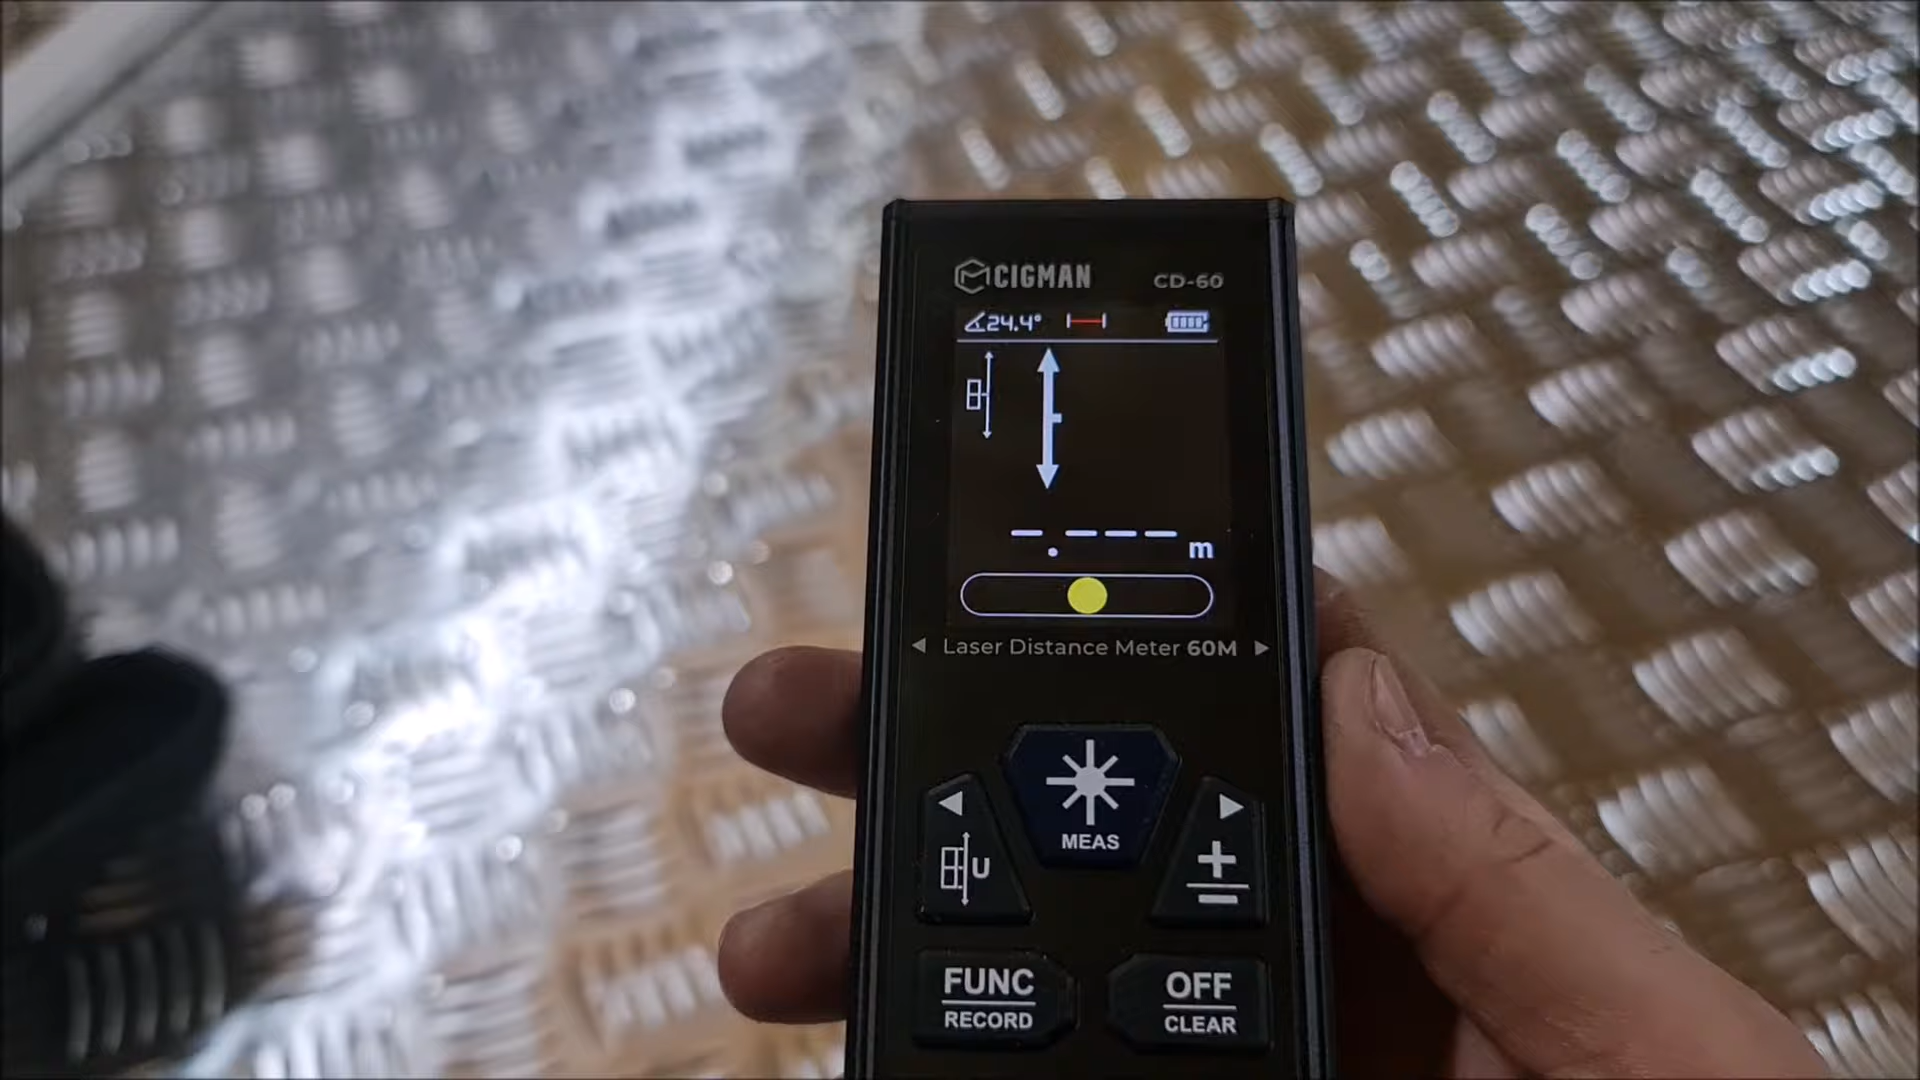 CIGMAN CD-60
24.4°
-.--- m
Laser Distance Meter 60M
MEAS
U
+
FUNC
RECORD
OFF
CLEAR